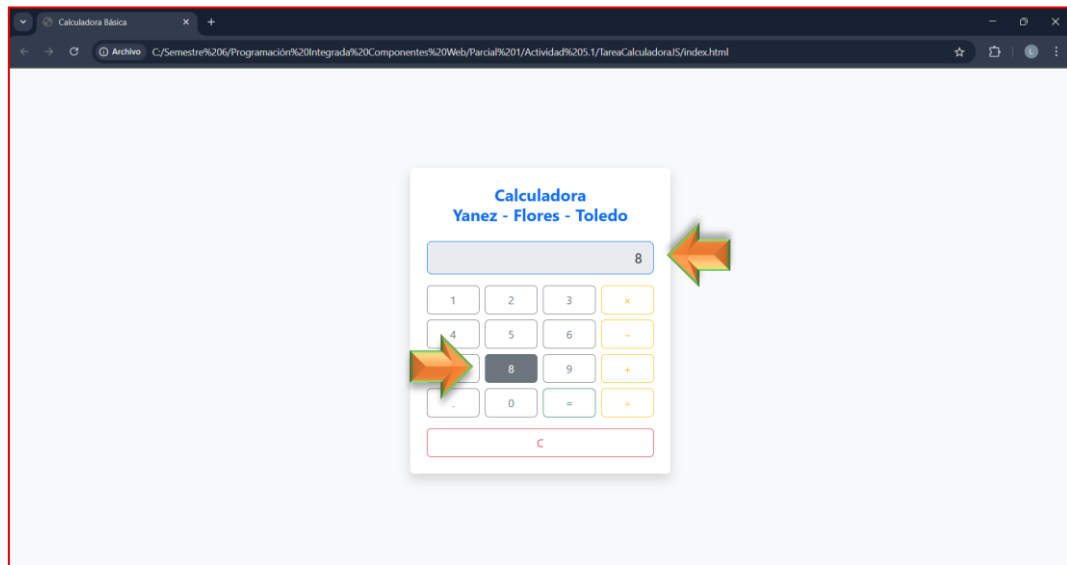 Calculadora Básica
Archivo C:/Semestre%206/Programación%20Integrada%20Componentes%20Web/Parcial%201/Actividad%205.1/TareaCalculadoraJS/index.html
L
Calculadora
Yanez - Flores - Toledo
8
1 2 3 ×
4 5 6 −
8 9 +
. 0 = ÷
C